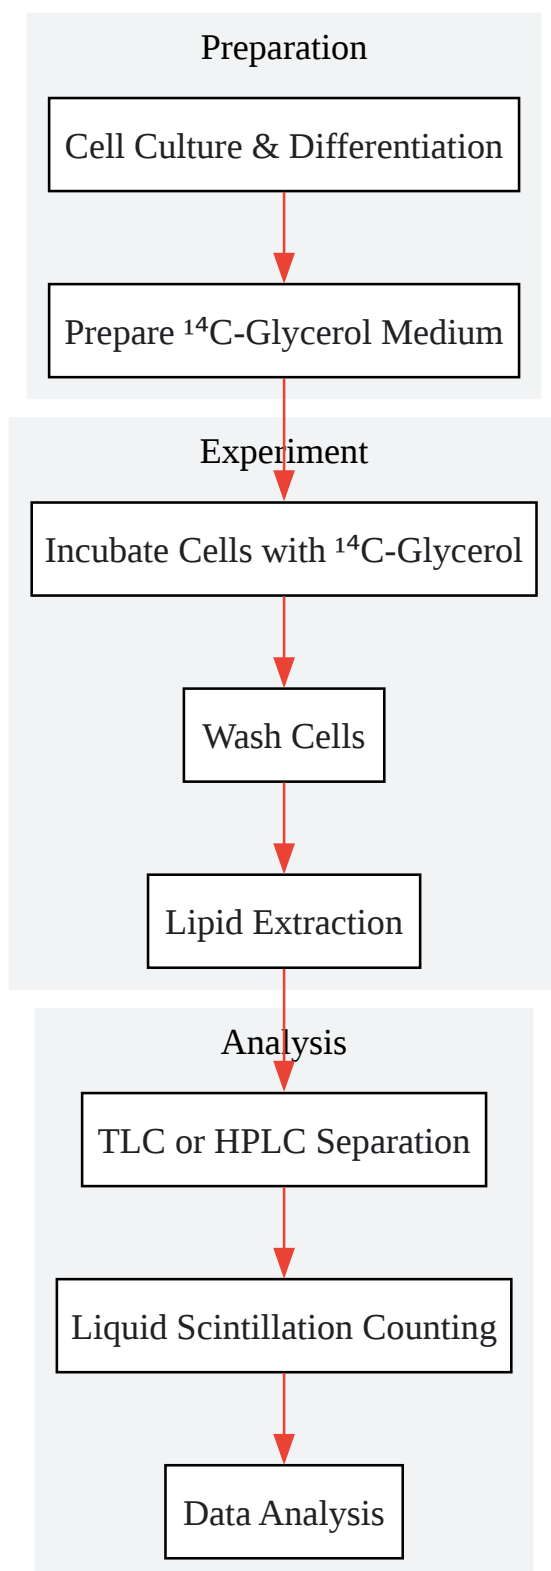 Preparation
Cell Culture & Differentiation
Prepare ¹⁴C-Glycerol Medium
Experiment
Incubate Cells with ¹⁴C-Glycerol
Wash Cells
Lipid Extraction
Analysis
TLC or HPLC Separation
Liquid Scintillation Counting
Data Analysis